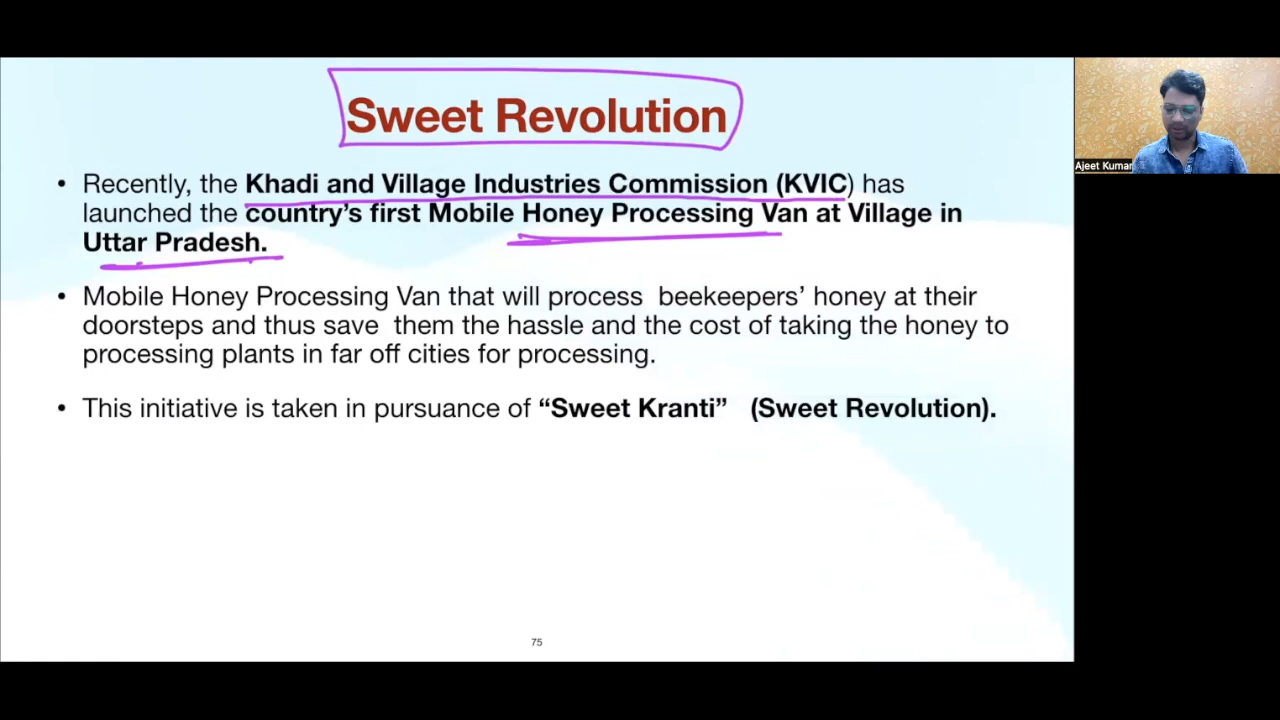 Sweet Revolution
• Recently, the Khadi and Village Industries Commission (KVIC) has
launched the country’s first Mobile Honey Processing Van at Village in
Uttar Pradesh.
• Mobile Honey Processing Van that will process beekeepers’ honey at their
doorsteps and thus save them the hassle and the cost of taking the honey to
processing plants in far off cities for processing.
• This initiative is taken in pursuance of “Sweet Kranti” (Sweet Revolution).
75
Ajeet Kumar